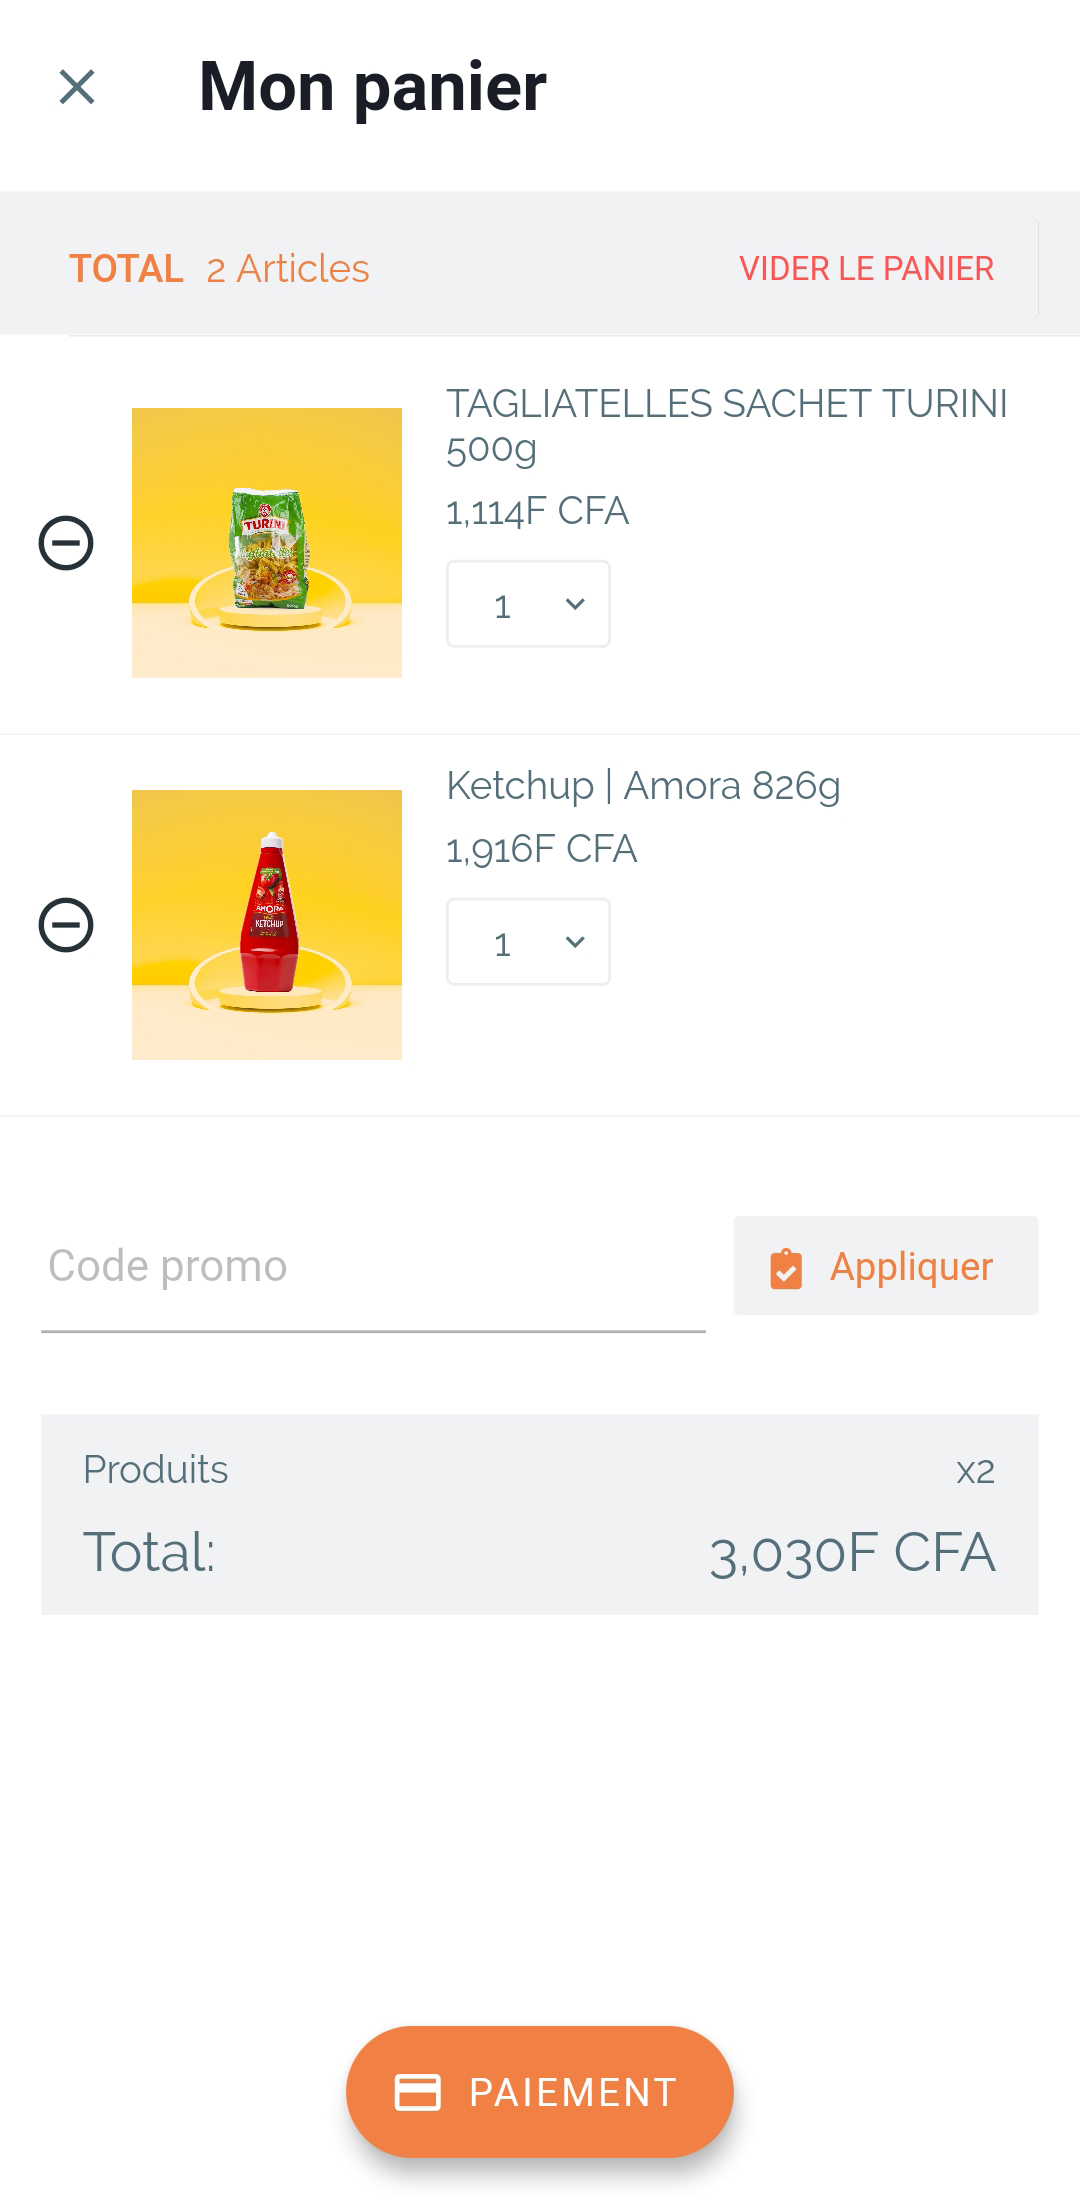 Mon panier
TOTAL 2 Articles
VIDER LE PANIER
TAGLIATELLES SACHET TURINI
500g
1,114F CFA
1
TURINI
Ketchup | Amora 826g
1,916F CFA
1
AMORA
KETCHUP
Code promo
Appliquer
Produits x2
Total: 3,030F CFA
PAIEMENT